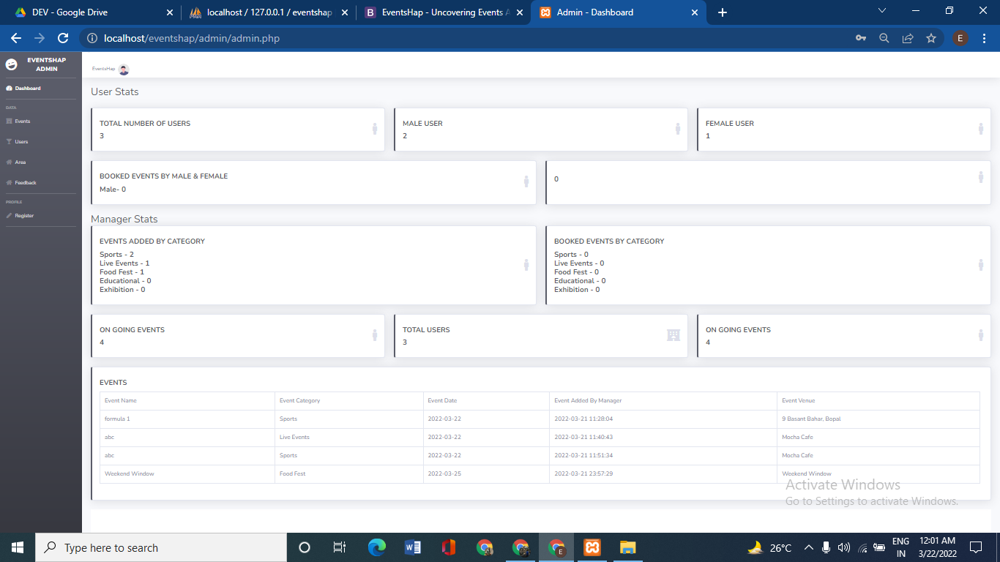 DEV - Google Drive
localhost / 127.0.0.1 / eventshap
EventsHap - Uncovering Events A
Admin - Dashboard
localhost/eventshap/admin/admin.php
E
EVENTSHAP
ADMIN
Dashboard
DATA
Events
Users
Area
Feedback
PROFILE
Register
EventsHap
User Stats
TOTAL NUMBER OF USERS
3
MALE USER
2
FEMALE USER
1
BOOKED EVENTS BY MALE & FEMALE
Male- 0
0
Manager Stats
EVENTS ADDED BY CATEGORY
Sports - 2
Live Events - 1
Food Fest - 1
Educational - 0
Exhibition - 0
BOOKED EVENTS BY CATEGORY
Sports - 0
Live Events - 0
Food Fest - 0
Educational - 0
Exhibition - 0
ON GOING EVENTS
4
TOTAL USERS
3
ON GOING EVENTS
4
EVENTS
Event Name Event Category Event Date Event Added By Manager Event Venue
formula 1 Sports 2022-03-22 2022-03-21 11:28:04 9 Basant Bahar, Bopal
abc Live Events 2022-03-22 2022-03-21 11:40:43 Mocha Cafe
abc Sports 2022-03-22 2022-03-21 11:51:34 Mocha Cafe
Weekend Window Food Fest 2022-03-25 2022-03-21 23:57:29 Weekend Window
Activate Windows
Go to Settings to activate Windows.
Type here to search
26°C
ENG
IN
12:01 AM
3/22/2022